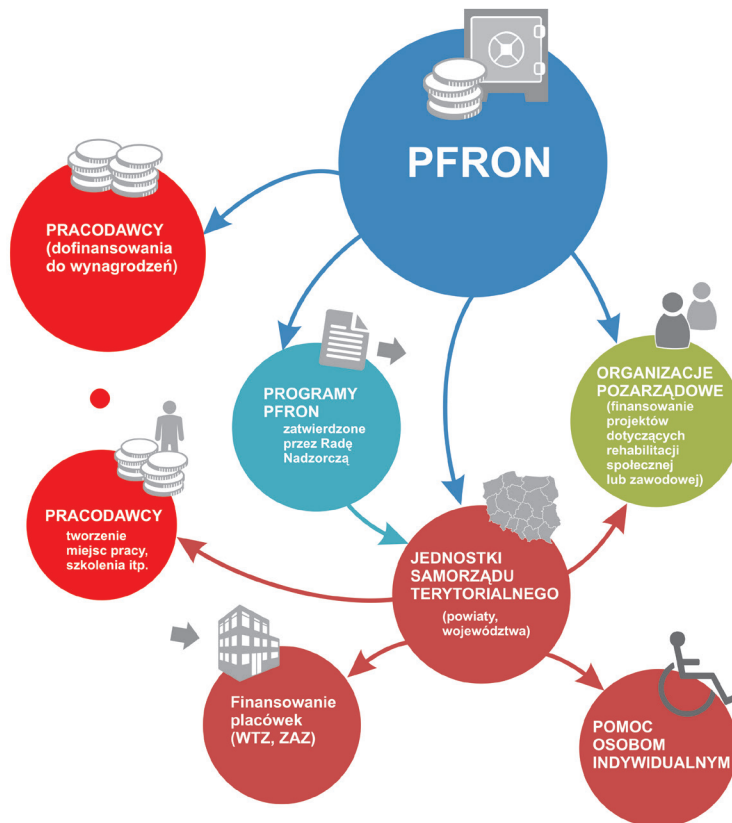 PFRON
PRACODAWCY
(dofinansowania
do wynagrodzeń)
PROGRAMY
PFRON
zatwierdzone
przez Radę
Nadzorczą
ORGANIZACJE
POZARZĄDOWE
(finansowanie
projektów
dotyczących
rehabilitacji
społecznej
lub zawodowej)
PRACODAWCY
tworzenie
miejsc pracy,
szkolenia itp.
JEDNOSTKI
SAMORZĄDU
TERYTORIALNEGO
(powiaty,
województwa)
Finansowanie
placówek
(WTZ, ZAZ)
POMOC
OSOBOM
INDYWIDUALNYM